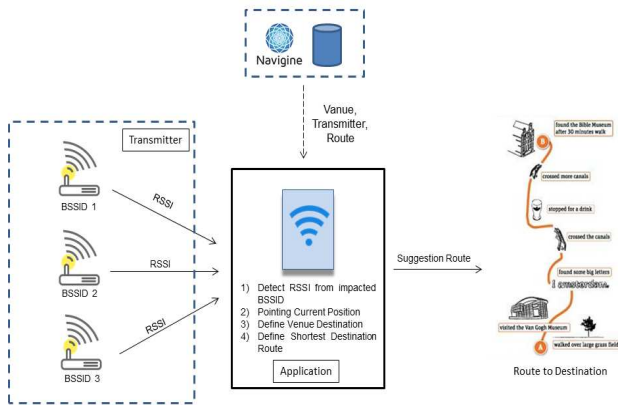 Navigine
Vanue,
Transmitter,
Route
Transmitter
BSSID 1
RSSI
BSSID 2
RSSI
BSSID 3
RSSI
1) Detect RSSI from impacted
BSSID
2) Pointing Current Position
3) Define Venue Destination
4) Define Shortest Destination
Route
Application
Suggestion Route
found the Bible Museum
after 30 minutes walk
B
crossed more canals
stopped for a drink
crossed the canals
found some big letters
I amsterdam.
visited the Van Gogh Museum
A
walked over large grass field
Route to Destination